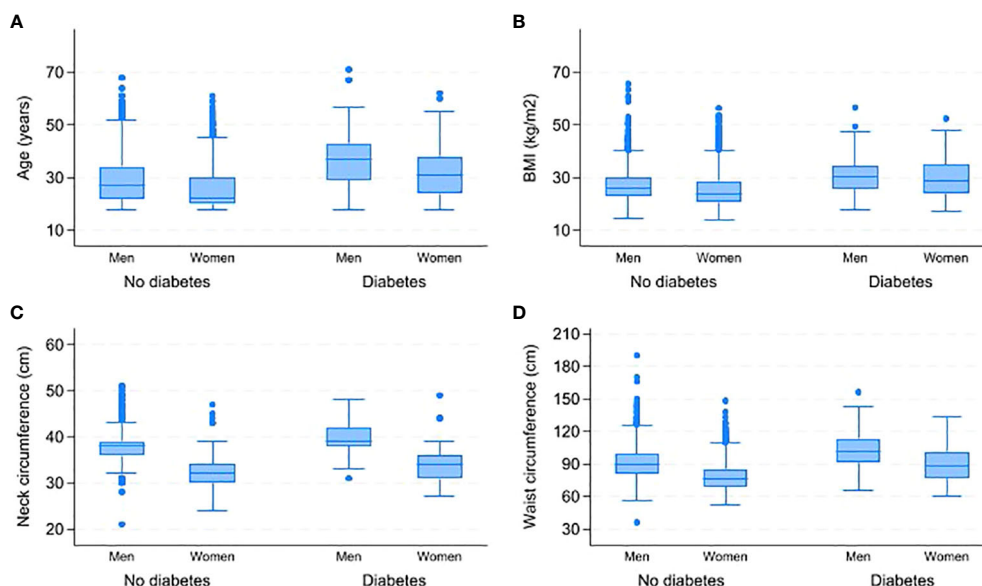 A
Age (years)
70
50
30
10
Men Women Men Women
No diabetes Diabetes
B
BMI (kg/m2)
70
50
30
10
Men Women Men Women
No diabetes Diabetes
C
Neck circumference (cm)
60
50
40
30
20
Men Women Men Women
No diabetes Diabetes
D
Waist circumference (cm)
210
180
150
120
90
60
30
Men Women Men Women
No diabetes Diabetes